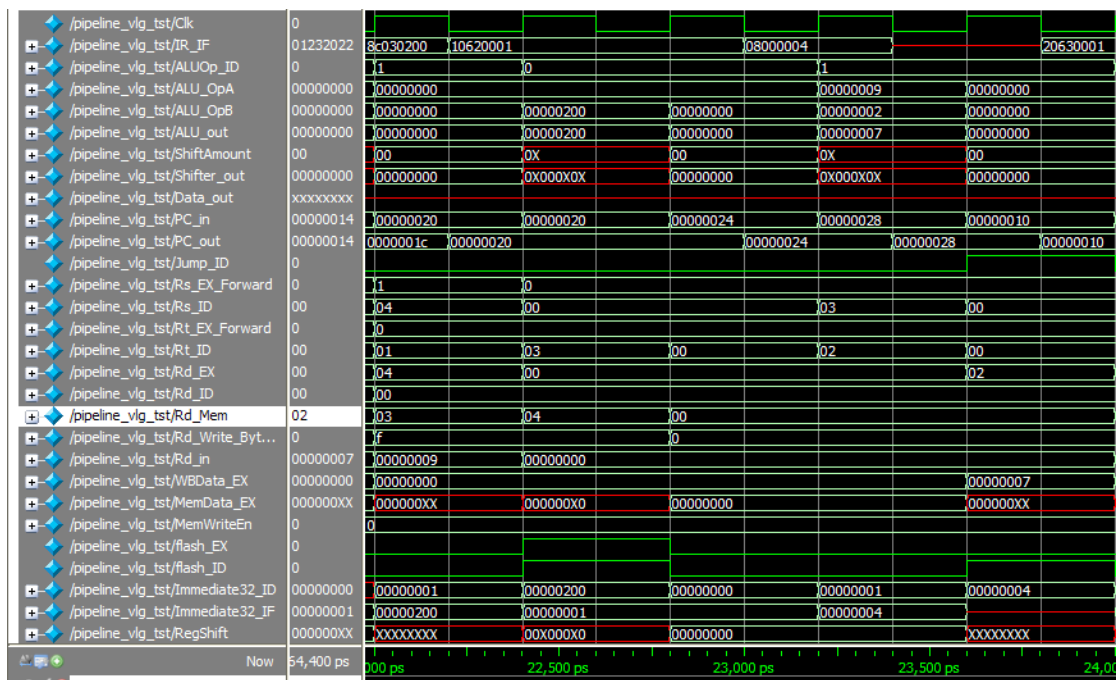 /pipeline_vlg_tst/Clk 0
/pipeline_vlg_tst/IR_IF 01232022 8c030200 10620001 08000004 20630001
/pipeline_vlg_tst/ALUOp_ID 0 1 0 1
/pipeline_vlg_tst/ALU_OpA 00000000 00000000 00000009 00000000
/pipeline_vlg_tst/ALU_OpB 00000000 00000000 00000200 00000000 00000002 00000000
/pipeline_vlg_tst/ALU_out 00000000 00000000 00000200 00000000 00000007 00000000
/pipeline_vlg_tst/ShiftAmount 00 00 0X 00 0X 00
/pipeline_vlg_tst/Shifter_out 00000000 00000000 0X000X0X 00000000 0X000X0X 00000000
/pipeline_vlg_tst/Data_out xxxxxxxx
/pipeline_vlg_tst/PC_in 00000014 00000020 00000020 00000024 00000028 00000010
/pipeline_vlg_tst/PC_out 00000014 0000001c 00000020 00000024 00000028 00000010
/pipeline_vlg_tst/Jump_ID 0
/pipeline_vlg_tst/Rs_EX_Forward 0 1 0
/pipeline_vlg_tst/Rs_ID 00 04 00 03 00
/pipeline_vlg_tst/Rt_EX_Forward 0 0
/pipeline_vlg_tst/Rt_ID 00 01 03 00 02 00
/pipeline_vlg_tst/Rd_EX 00 04 00 02
/pipeline_vlg_tst/Rd_ID 00 00
/pipeline_vlg_tst/Rd_Mem 02 03 04 00
/pipeline_vlg_tst/Rd_Write_Byt... 0 f 0
/pipeline_vlg_tst/Rd_in 00000007 00000009 00000000
/pipeline_vlg_tst/WBData_EX 00000000 00000000 00000007
/pipeline_vlg_tst/MemData_EX 000000XX 000000XX 000000X0 00000000 000000XX
/pipeline_vlg_tst/MemWriteEn 0 0
/pipeline_vlg_tst/flash_EX 0
/pipeline_vlg_tst/flash_ID 0
/pipeline_vlg_tst/Immediate32_ID 00000000 00000001 00000200 00000000 00000001 00000004
/pipeline_vlg_tst/Immediate32_IF 00000001 00000200 00000001 00000004
/pipeline_vlg_tst/RegShift 000000XX XXXXXXXX 00X000X0 00000000 XXXXXXXX
Now 54,400 ps 000 ps 22,500 ps 23,000 ps 23,500 ps 24,0